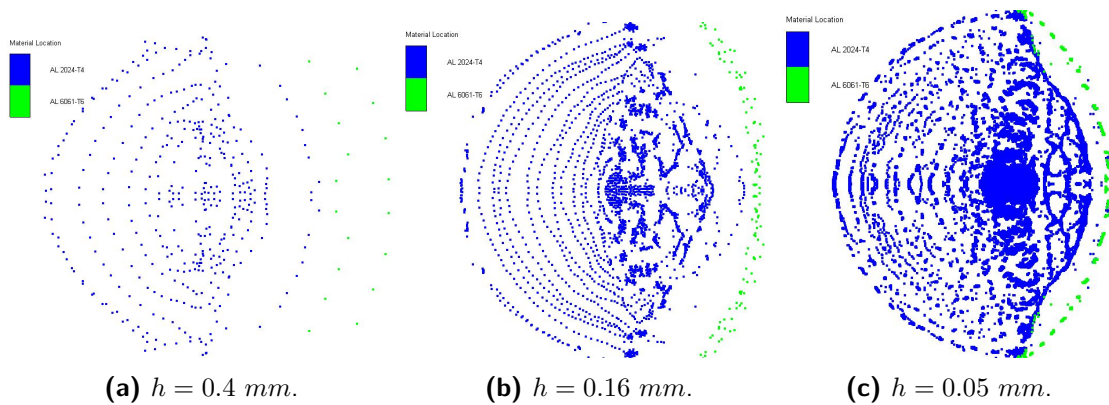 Material Location
AL 2024-T4
AL 6061-T6
Material Location
AL 2024-T4
AL 6061-T6
Material Location
AL 2024-T4
AL 6061-T6
(a) h = 0.4 mm.
(b) h = 0.16 mm.
(c) h = 0.05 mm.